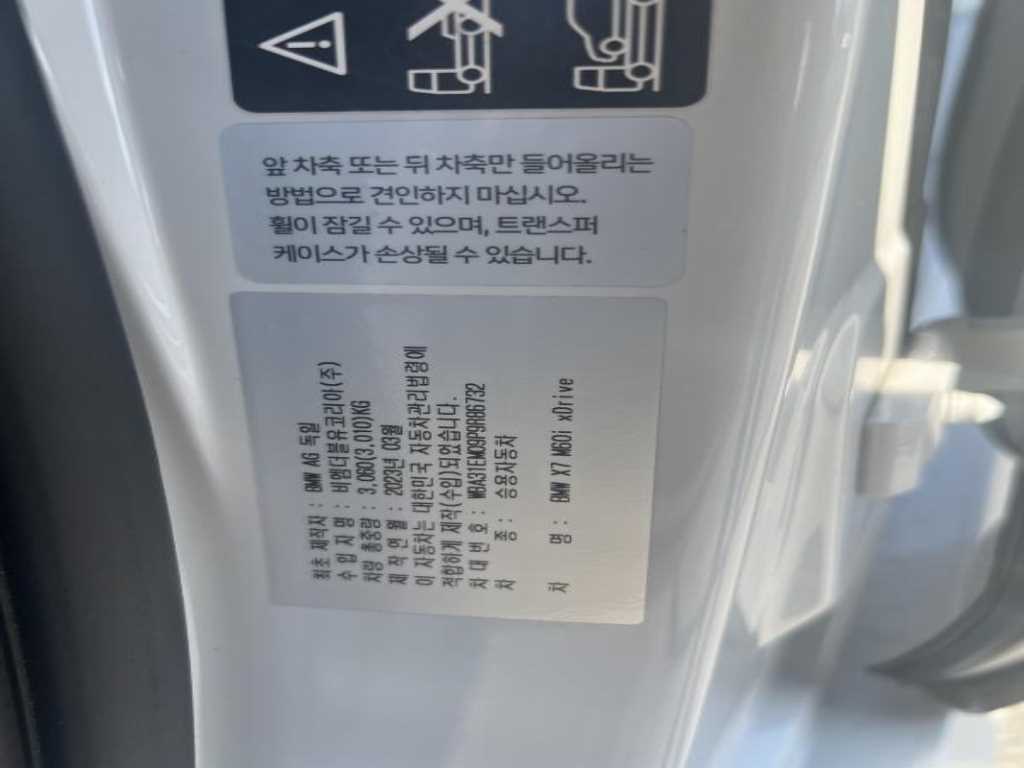 앞 차축 또는 뒤 차축만 들어올리는
방법으로 견인하지 마십시오.
휠이 잠길 수 있으며, 트랜스퍼
케이스가 손상될 수 있습니다.
최초 제작자 : BMW AG 독일
수 입 자 명 : 비엠더블유코리아(주)
차량 총중량 : 3,060(3,010)KG
제 작 연 월 : 2023년 03월
이 자동차는 대한민국 자동차관리법령에
적합하게 제작(수입)되었습니다.
차 대 번 호 : WBA31EM09P9R86732
차 종 : 승용자동차
차 명 : BMW X7 M60i xDrive